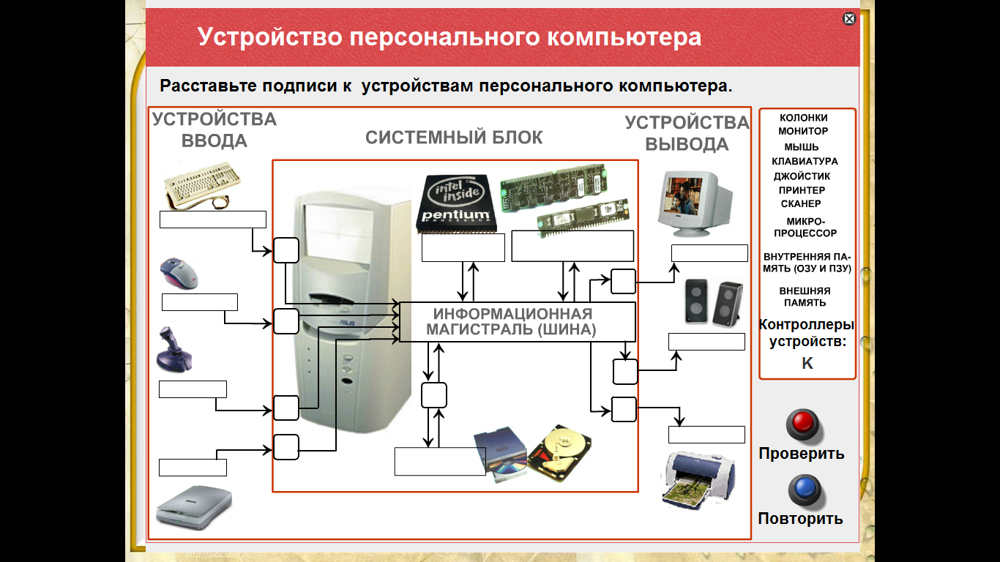 Устройство персонального компьютера
Расставьте подписи к устройствам персонального компьютера.
УСТРОЙСТВА
ВВОДА
СИСТЕМНЫЙ БЛОК
УСТРОЙСТВА
ВЫВОДА
intel
inside
pentium
PROCESSOR
ИНФОРМАЦИОННАЯ
МАГИСТРАЛЬ (ШИНА)
ASUS
КОЛОНКИ
МОНИТОР
МЫШЬ
КЛАВИАТУРА
ДЖОЙСТИК
ПРИНТЕР
СКАНЕР
МИКРО-
ПРОЦЕССОР
ВНУТРЕННЯЯ ПА-
МЯТЬ (ОЗУ И ПЗУ)
ВНЕШНЯЯ
ПАМЯТЬ
Контроллеры
устройств:
К
Проверить
Повторить